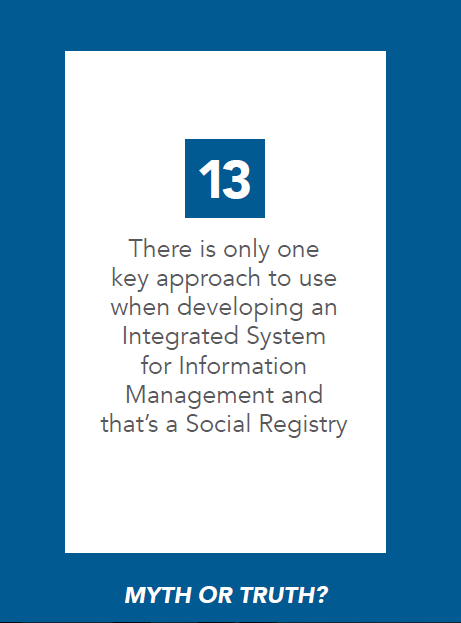 13
There is only one
key approach to use
when developing an
Integrated System
for Information
Management and
that’s a Social Registry
MYTH OR TRUTH?